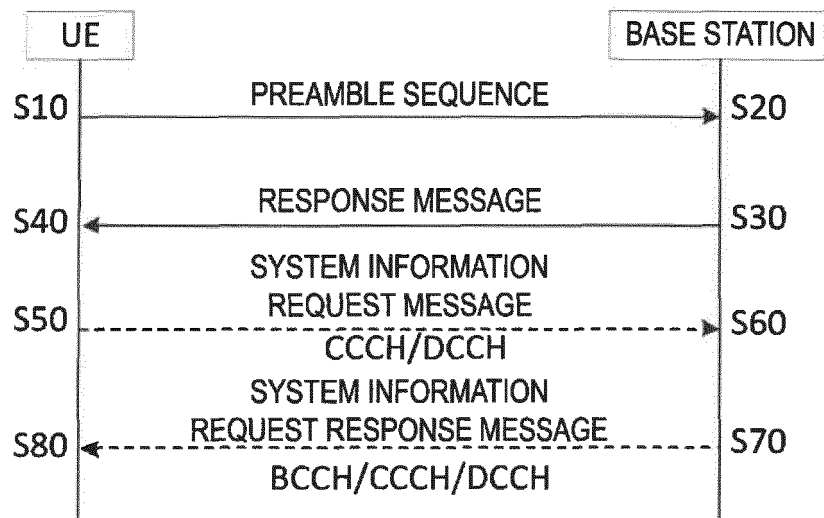 UE
BASE STATION
S10
PREAMBLE SEQUENCE
S20
S40
RESPONSE MESSAGE
S30
SYSTEM INFORMATION
REQUEST MESSAGE
S50
S60
CCCH/DCCH
SYSTEM INFORMATION
REQUEST RESPONSE MESSAGE
S80
S70
BCCH/CCCH/DCCH